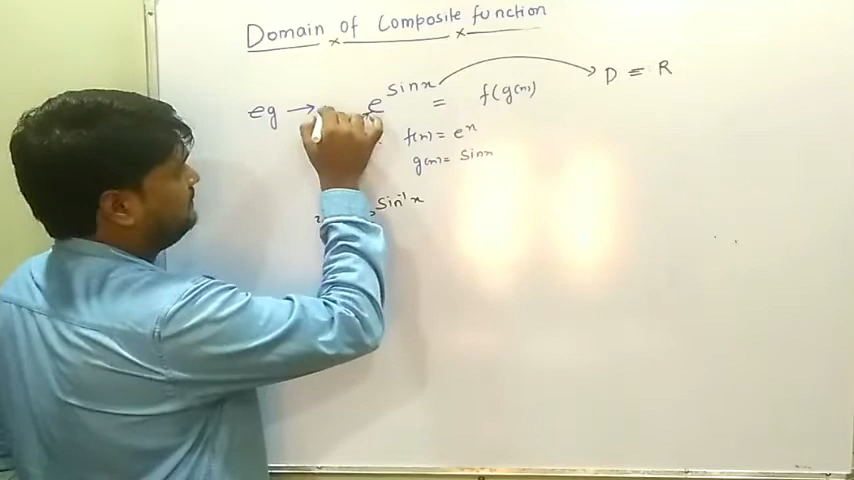 Domain of Composite function
eg → e^sinx = f(g(x)) D ≡ R
f(x) = e^x
g(x) = sinx
sin⁻¹x